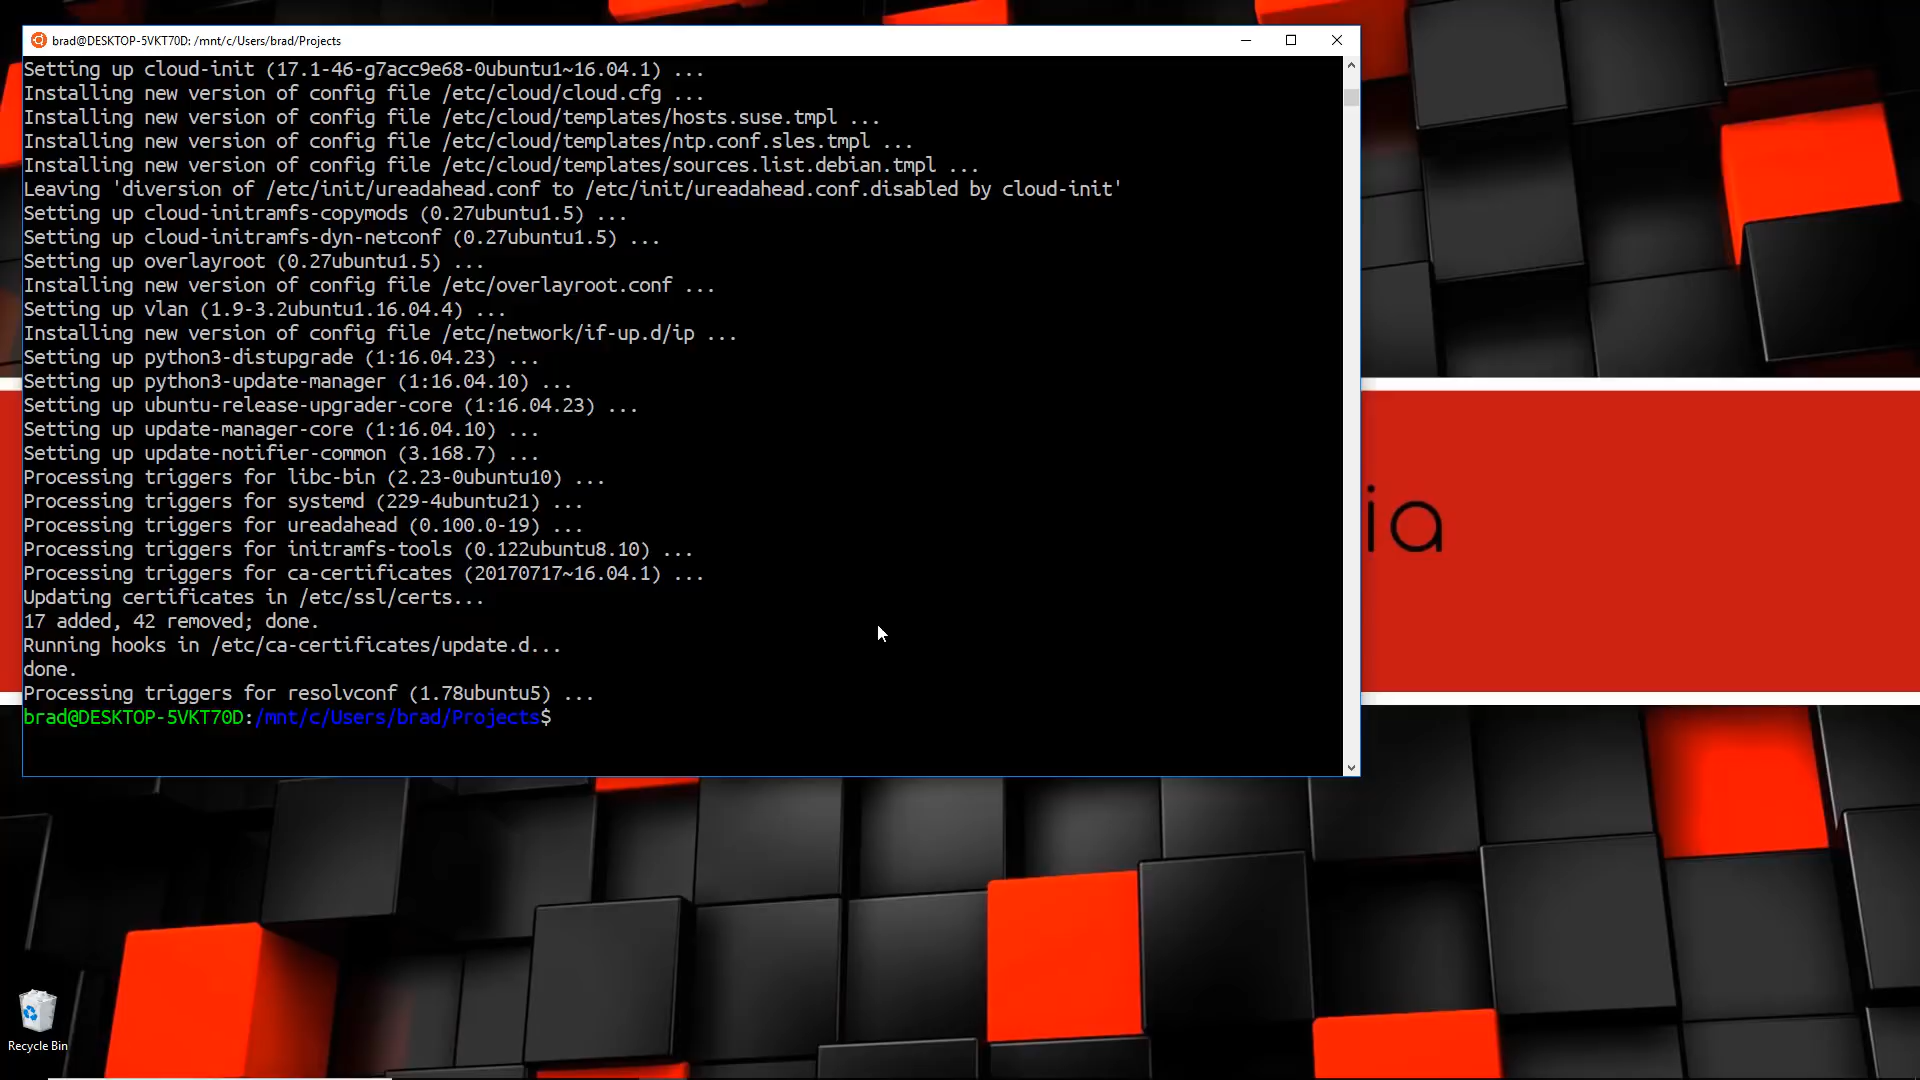 brad@DESKTOP-5VKT70D: /mnt/c/Users/brad/Projects
Setting up cloud-init (17.1-46-g7acc9e68-0ubuntu1~16.04.1) ...
Installing new version of config file /etc/cloud/cloud.cfg ...
Installing new version of config file /etc/cloud/templates/hosts.suse.tmpl ...
Installing new version of config file /etc/cloud/templates/ntp.conf.sles.tmpl ...
Installing new version of config file /etc/cloud/templates/sources.list.debian.tmpl ...
Leaving 'diversion of /etc/init/ureadahead.conf to /etc/init/ureadahead.conf.disabled by cloud-init'
Setting up cloud-initramfs-copymods (0.27ubuntu1.5) ...
Setting up cloud-initramfs-dyn-netconf (0.27ubuntu1.5) ...
Setting up overlayroot (0.27ubuntu1.5) ...
Installing new version of config file /etc/overlayroot.conf ...
Setting up vlan (1.9-3.2ubuntu1.16.04.4) ...
Installing new version of config file /etc/network/if-up.d/ip ...
Setting up python3-distupgrade (1:16.04.23) ...
Setting up python3-update-manager (1:16.04.10) ...
Setting up ubuntu-release-upgrader-core (1:16.04.23) ...
Setting up update-manager-core (1:16.04.10) ...
Setting up update-notifier-common (3.168.7) ...
Processing triggers for libc-bin (2.23-0ubuntu10) ...
Processing triggers for systemd (229-4ubuntu21) ...
Processing triggers for ureadahead (0.100.0-19) ...
Processing triggers for initramfs-tools (0.122ubuntu8.10) ...
Processing triggers for ca-certificates (20170717~16.04.1) ...
Updating certificates in /etc/ssl/certs...
17 added, 42 removed; done.
Running hooks in /etc/ca-certificates/update.d...
done.
Processing triggers for resolvconf (1.78ubuntu5) ...
brad@DESKTOP-5VKT70D:/mnt/c/Users/brad/Projects$
ia
Recycle Bin